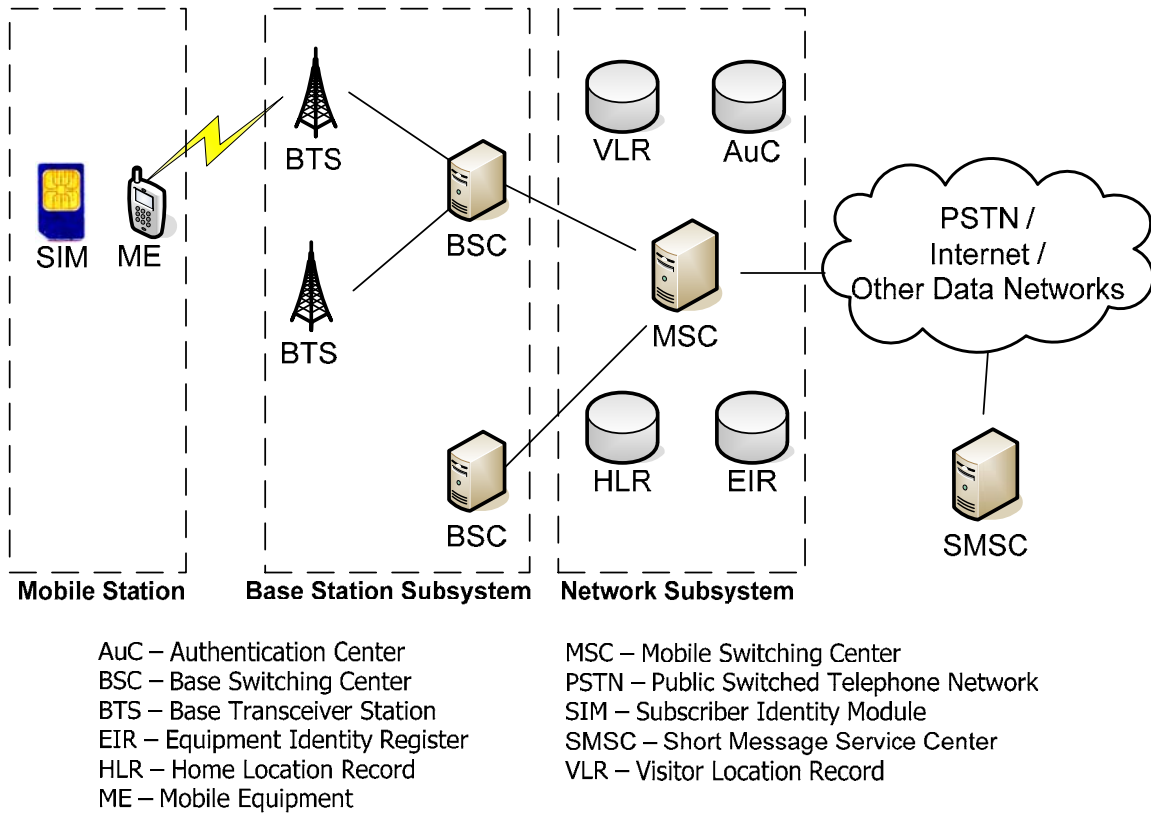 VLR
AuC
BTS
SIM
ME
BSC
PSTN /
Internet /
Other Data Networks
BTS
MSC
HLR
EIR
BSC
SMSC
Mobile Station
Base Station Subsystem
Network Subsystem
AuC – Authentication Center
BSC – Base Switching Center
BTS – Base Transceiver Station
EIR – Equipment Identity Register
HLR – Home Location Record
ME – Mobile Equipment
MSC – Mobile Switching Center
PSTN – Public Switched Telephone Network
SIM – Subscriber Identity Module
SMSC – Short Message Service Center
VLR – Visitor Location Record